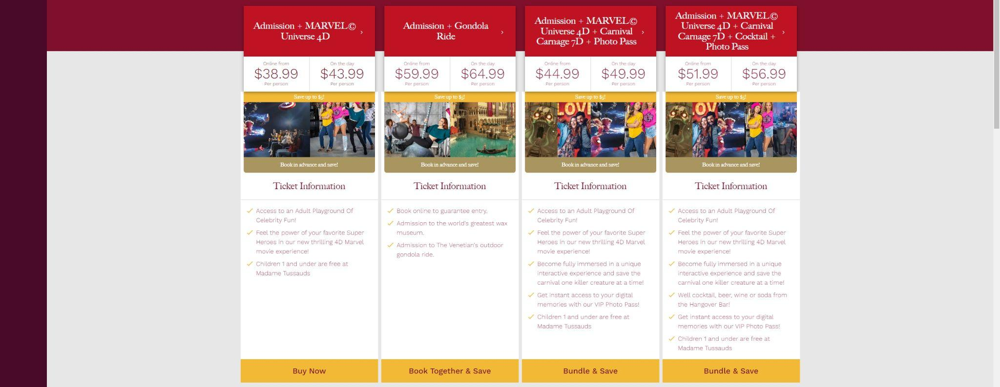 Admission + MARVEL©
Universe 4D
Online from
$38.99
Per person
On the day
$43.99
Per person
Save up to $5!
Book in advance and save!
Ticket Information
Access to an Adult Playground Of
Celebrity Fun!
Feel the power of your favorite Super
Heroes in our new thrilling 4D Marvel
movie experience!
Children 1 and under are free at
Madame Tussauds
Buy Now
Admission + Gondola
Ride
Online from
$59.99
Per person
On the day
$64.99
Per person
Save up to $5!
Book in advance and save!
Ticket Information
Book online to guarantee entry.
Admission to the world's greatest wax
museum.
Admission to The Venetian's outdoor
gondola ride.
Book Together & Save
Admission + MARVEL©
Universe 4D + Carnival
Carnage 7D + Photo Pass
Online from
$44.99
Per person
On the day
$49.99
Per person
Save up to $5!
LOV
Book in advance and save!
Ticket Information
Access to an Adult Playground Of
Celebrity Fun!
Feel the power of your favorite Super
Heroes in our new thrilling 4D Marvel
movie experience!
Become fully immersed in a unique
interactive experience and save the
carnival one killer creature at a time!
Get instant access to your digital
memories with our VIP Photo Pass!
Children 1 and under are free at
Madame Tussauds
Bundle & Save
Admission + MARVEL©
Universe 4D + Carnival
Carnage 7D + Cocktail +
Photo Pass
Online from
$51.99
Per person
On the day
$56.99
Per person
Save up to $5!
LOV
Book in advance and save!
Ticket Information
Access to an Adult Playground Of
Celebrity Fun!
Feel the power of your favorite Super
Heroes in our new thrilling 4D Marvel
movie experience!
Become fully immersed in a unique
interactive experience and save the
carnival one killer creature at a time!
Well cocktail, beer, wine or soda from
the Hangover Bar!
Get instant access to your digital
memories with our VIP Photo Pass!
Children 1 and under are free at
Madame Tussauds
Bundle & Save